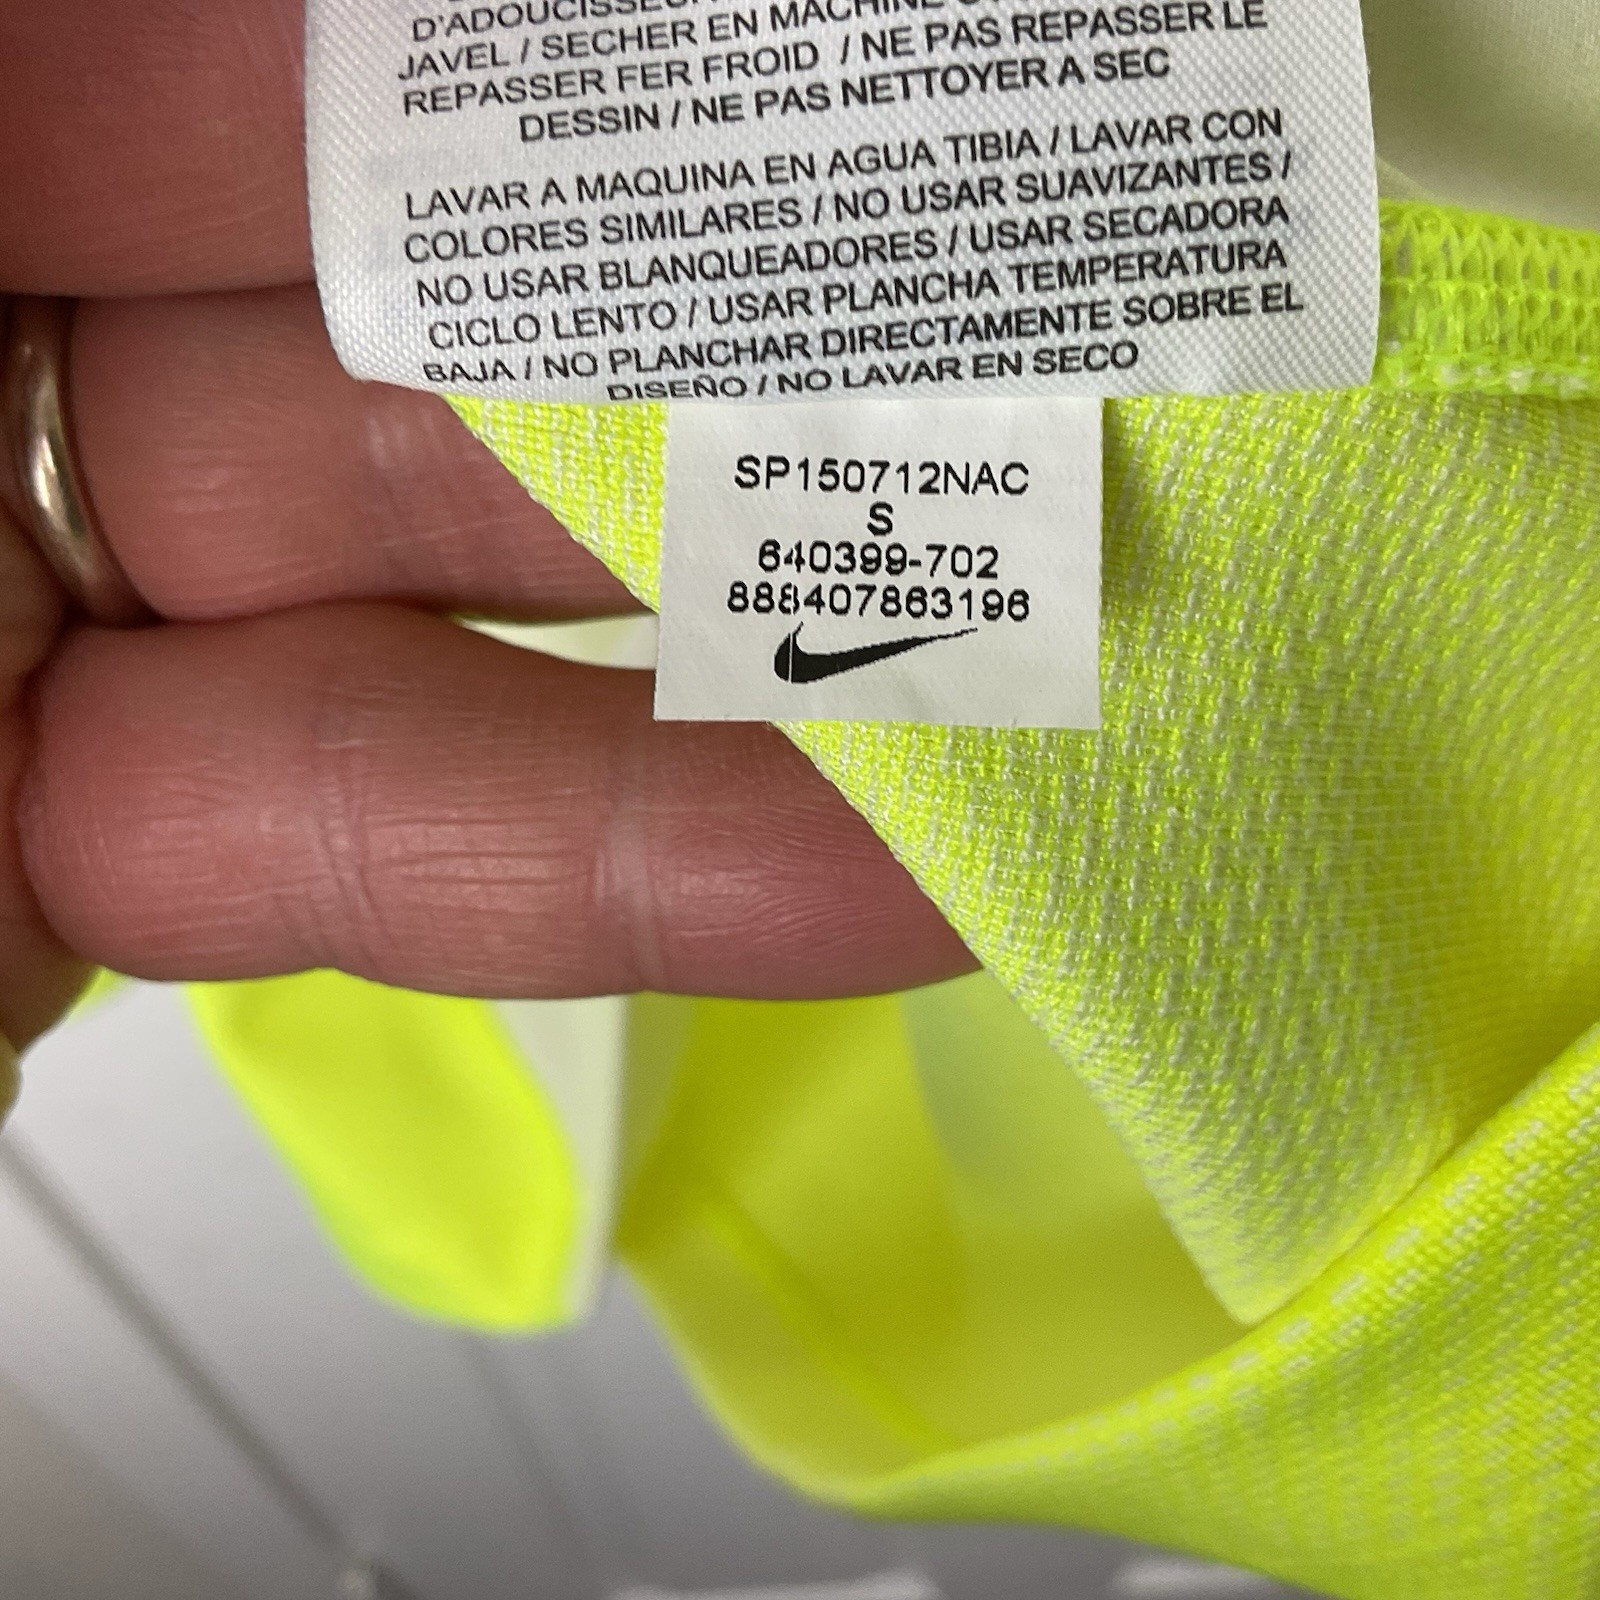 D'ADOUCISSEU
JAVEL / SECHER EN MACHINE
REPASSER FER FROID / NE PAS REPASSER LE
DESSIN / NE PAS NETTOYER A SEC
LAVAR A MAQUINA EN AGUA TIBIA / LAVAR CON
COLORES SIMILARES / NO USAR SUAVIZANTES /
NO USAR BLANQUEADORES / USAR SECADORA
CICLO LENTO / USAR PLANCHA TEMPERATURA
BAJA / NO PLANCHAR DIRECTAMENTE SOBRE EL
DISEÑO / NO LAVAR EN SECO
SP150712NAC
S
640399-702
888407863196